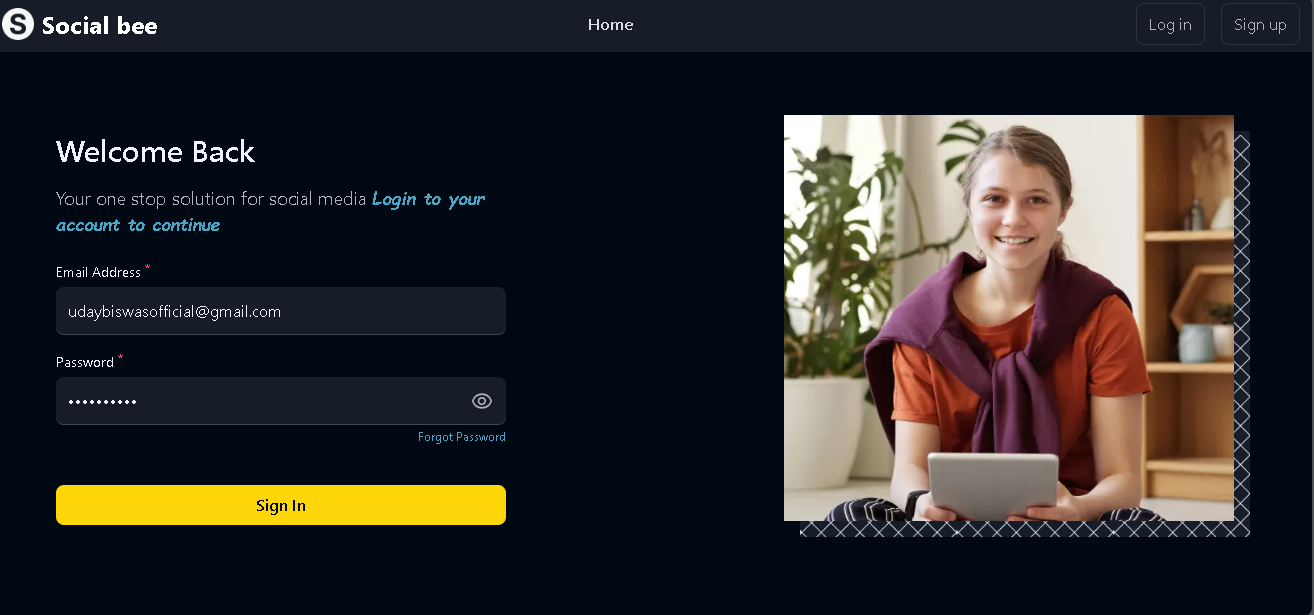 S Social bee
Home
Log in
Sign up
Welcome Back
Your one stop solution for social media Login to your
account to continue
Email Address *
udaybiswasofficial@gmail.com
Password *
••••••••••
Forgot Password
Sign In